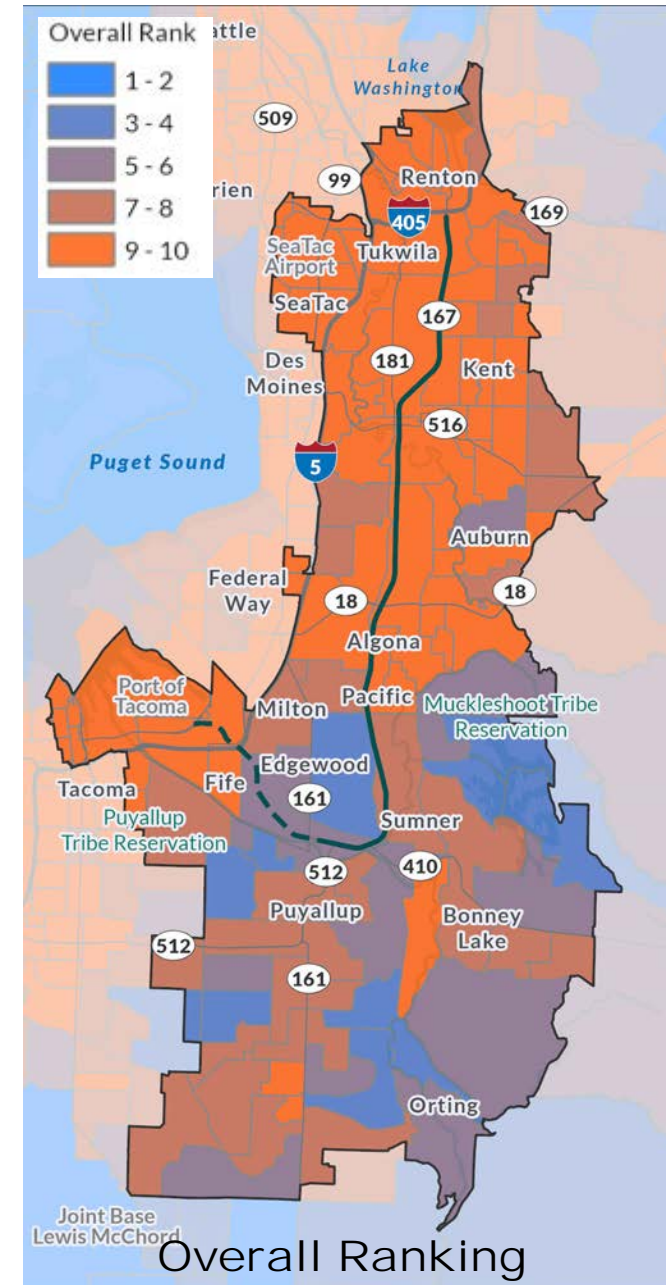 Overall Rank
1 - 2
3 - 4
5 - 6
7 - 8
9 - 10
attle
Lake
Washington
509
99
rien
Renton
405
169
SeaTac
Airport
Tukwila
SeaTac
167
Des
Moines
181
Kent
516
Puget Sound
5
Auburn
Federal
Way
18
18
Algona
Port of
Tacoma
Milton
Pacific
Muckleshoot Tribe
Reservation
Edgewood
Tacoma
Fife
161
Puyallup
Tribe Reservation
Sumner
512
410
Puyallup
Bonney
Lake
512
161
Orting
Joint Base
Lewis McChord
Overall Ranking